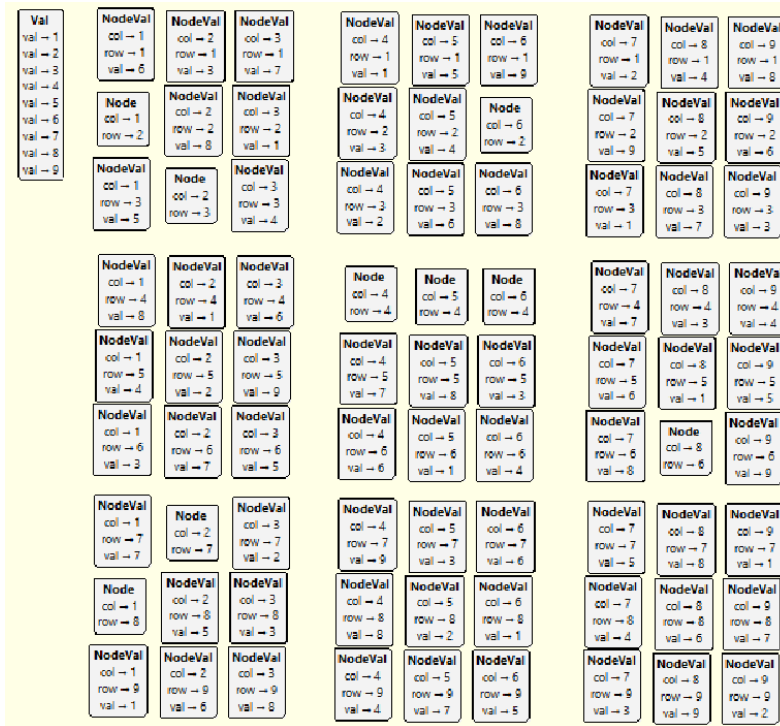 Val
val → 1
val → 2
val → 3
val → 4
val → 5
val → 6
val → 7
val → 8
val → 9
NodeVal
col → 1
row → 1
val → 6
NodeVal
col → 2
row → 1
val → 3
NodeVal
col → 3
row → 1
val → 7
NodeVal
col → 4
row → 1
val → 1
NodeVal
col → 5
row → 1
val → 5
NodeVal
col → 6
row → 1
val → 9
NodeVal
col → 7
row → 1
val → 2
NodeVal
col → 8
row → 1
val → 4
NodeVal
col → 9
row → 1
val → 8
Node
col → 1
row → 2
NodeVal
col → 2
row → 2
val → 8
NodeVal
col → 3
row → 2
val → 1
NodeVal
col → 4
row → 2
val → 3
NodeVal
col → 5
row → 2
val → 4
Node
col → 6
row → 2
NodeVal
col → 7
row → 2
val → 9
NodeVal
col → 8
row → 2
val → 5
NodeVal
col → 9
row → 2
val → 6
NodeVal
col → 1
row → 3
val → 5
Node
col → 2
row → 3
NodeVal
col → 3
row → 3
val → 4
NodeVal
col → 4
row → 3
val → 2
NodeVal
col → 5
row → 3
val → 6
NodeVal
col → 6
row → 3
val → 8
NodeVal
col → 7
row → 3
val → 1
NodeVal
col → 8
row → 3
val → 7
NodeVal
col → 9
row → 3
val → 3
NodeVal
col → 1
row → 4
val → 8
NodeVal
col → 2
row → 4
val → 1
NodeVal
col → 3
row → 4
val → 6
Node
col → 4
row → 4
Node
col → 5
row → 4
Node
col → 6
row → 4
NodeVal
col → 7
row → 4
val → 7
NodeVal
col → 8
row → 4
val → 3
NodeVal
col → 9
row → 4
val → 4
NodeVal
col → 1
row → 5
val → 4
NodeVal
col → 2
row → 5
val → 2
NodeVal
col → 3
row → 5
val → 9
NodeVal
col → 4
row → 5
val → 7
NodeVal
col → 5
row → 5
val → 8
NodeVal
col → 6
row → 5
val → 3
NodeVal
col → 7
row → 5
val → 6
NodeVal
col → 8
row → 5
val → 1
NodeVal
col → 9
row → 5
val → 5
NodeVal
col → 1
row → 6
val → 3
NodeVal
col → 2
row → 6
val → 7
NodeVal
col → 3
row → 6
val → 5
NodeVal
col → 4
row → 6
val → 6
NodeVal
col → 5
row → 6
val → 1
NodeVal
col → 6
row → 6
val → 4
NodeVal
col → 7
row → 6
val → 8
Node
col → 8
row → 6
NodeVal
col → 9
row → 6
val → 9
NodeVal
col → 1
row → 7
val → 7
Node
col → 2
row → 7
NodeVal
col → 3
row → 7
val → 2
NodeVal
col → 4
row → 7
val → 9
NodeVal
col → 5
row → 7
val → 3
NodeVal
col → 6
row → 7
val → 6
NodeVal
col → 7
row → 7
val → 5
NodeVal
col → 8
row → 7
val → 8
NodeVal
col → 9
row → 7
val → 1
Node
col → 1
row → 8
NodeVal
col → 2
row → 8
val → 5
NodeVal
col → 3
row → 8
val → 3
NodeVal
col → 4
row → 8
val → 8
NodeVal
col → 5
row → 8
val → 2
NodeVal
col → 6
row → 8
val → 1
NodeVal
col → 7
row → 8
val → 4
NodeVal
col → 8
row → 8
val → 6
NodeVal
col → 9
row → 8
val → 7
NodeVal
col → 1
row → 9
val → 1
NodeVal
col → 2
row → 9
val → 6
NodeVal
col → 3
row → 9
val → 8
NodeVal
col → 4
row → 9
val → 4
NodeVal
col → 5
row → 9
val → 7
NodeVal
col → 6
row → 9
val → 5
NodeVal
col → 7
row → 9
val → 3
NodeVal
col → 8
row → 9
val → 9
NodeVal
col → 9
row → 9
val → 2